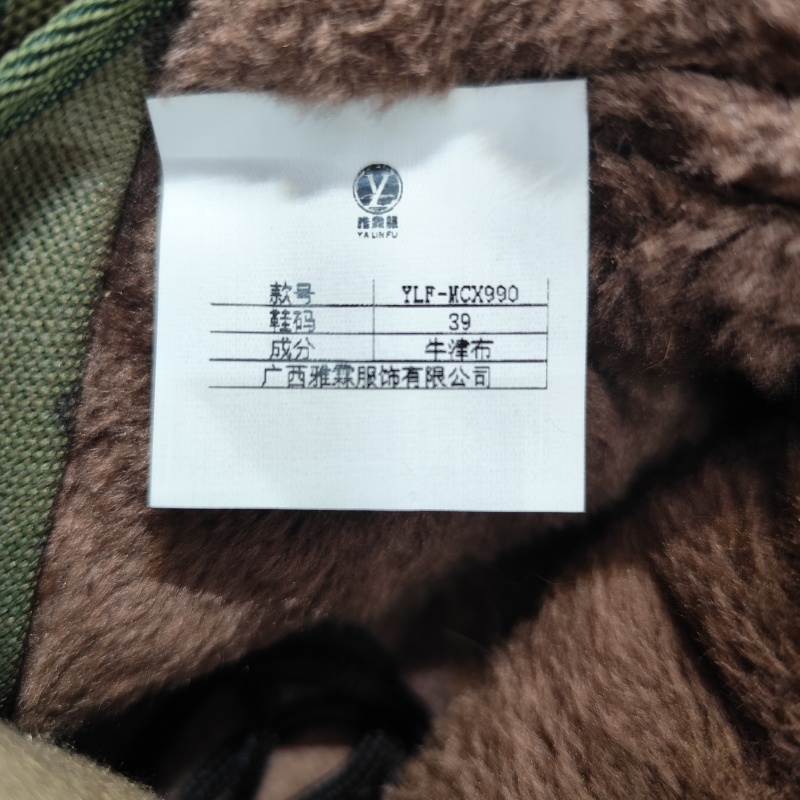 雅霖服
YALINFU
款号 YLF-MCX990
鞋码 39
成分 牛津布
广西雅霖服饰有限公司